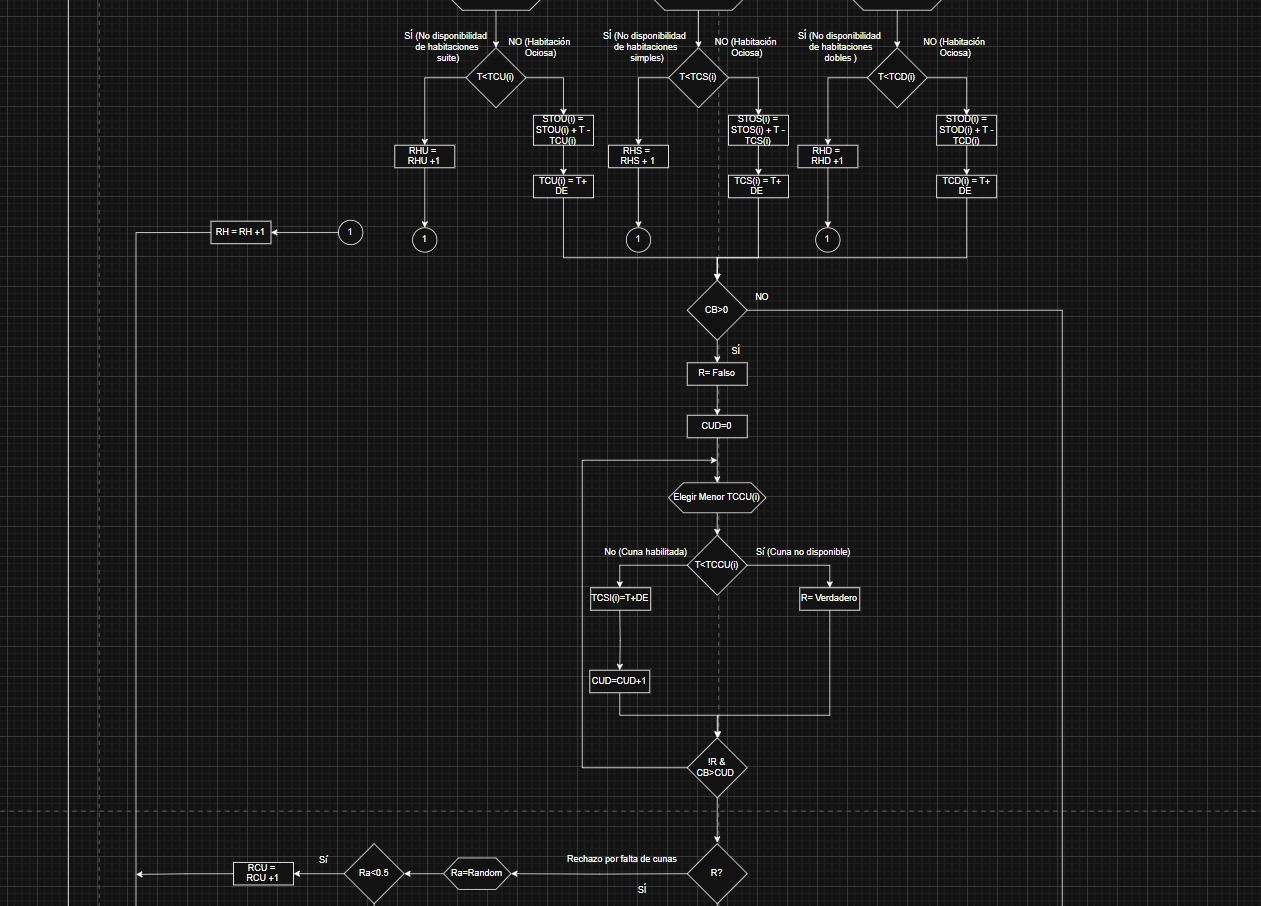 SÍ (No disponibilidad
de habitaciones
suite)
NO (Habitación
Ociosa)
SÍ (No disponibilidad
de habitaciones
simples)
NO (Habitación
Ociosa)
SÍ (No disponibilidad
de habitaciones
dobles )
NO (Habitación
Ociosa)
T<TCU(i)
T<TCS(i)
T<TCD(i)
STOU(i) =
STOU(i) + T -
TCU(i)
STOS(i) =
STOS(i) + T -
TCS(i)
STOD(i) =
STOD(i) + T -
TCD(i)
RHU =
RHU +1
RHS =
RHS + 1
RHD =
RHD +1
TCU(i) = T+
DE
TCS(i) = T+
DE
TCD(i) = T+
DE
RH = RH +1
1
1
1
1
CB>0
NO
SÍ
R= Falso
CUD=0
Elegir Menor TCCU(i)
No (Cuna habilitada)
Sí (Cuna no disponible)
T<TCCU(i)
TCSI(i)=T+DE
R= Verdadero
CUD=CUD+1
!R &
CB>CUD
Rechazo por falta de cunas
SÍ
R?
Ra=Random
Ra<0.5
SÍ
RCU =
RCU +1